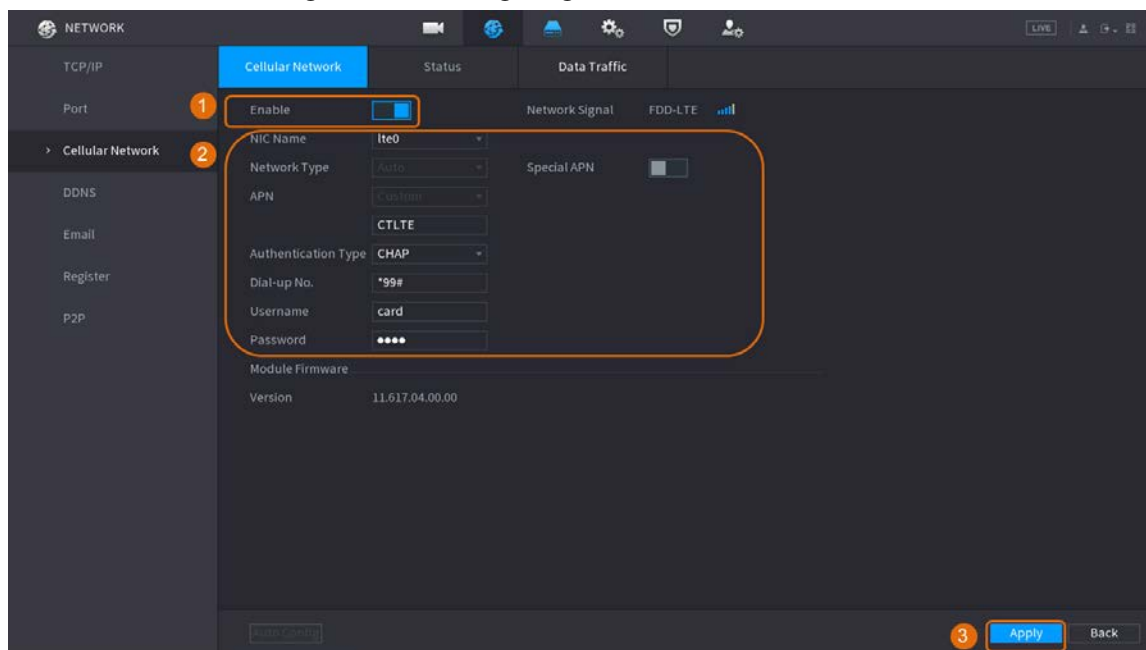 NETWORK
LIVE
TCP/IP
Cellular Network Status Data Traffic
Port 1 Enable Network Signal FDD-LTE
Cellular Network 2 NIC Name lte0
Network Type Auto Special APN
DDNS APN Custom
Email CTLTE
Authentication Type CHAP
Register Dial-up No. *99#
P2P Username card
Password ●●●●
Module Firmware
Version 11.617.04.00.00
Auto Config 3 Apply Back